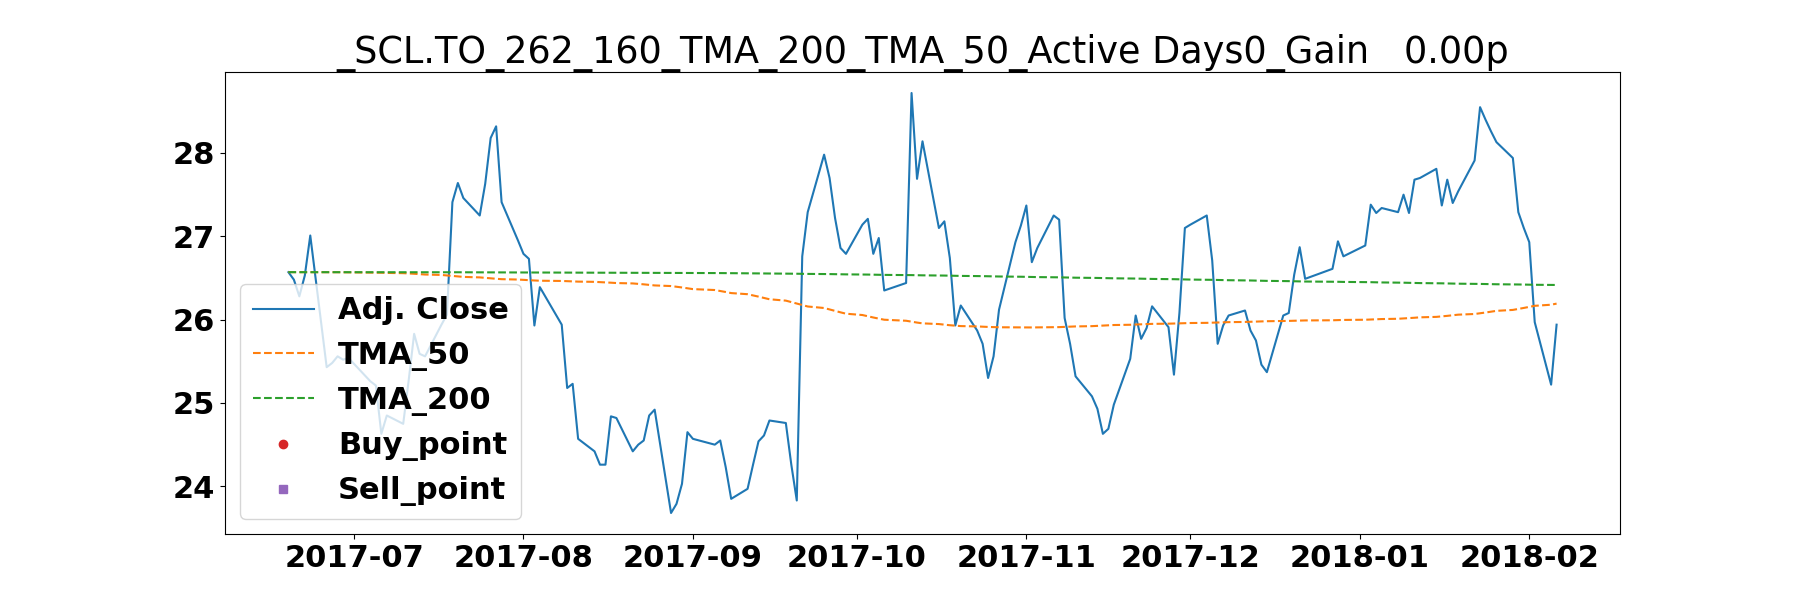 _SCL.TO_262_160_TMA_200_TMA_50_Active Days0_Gain   0.00p
28
27
26
25
24
Adj. Close
TMA_50
TMA_200
Buy_point
Sell_point
2017-07 2017-08 2017-09 2017-10 2017-11 2017-12 2018-01 2018-02